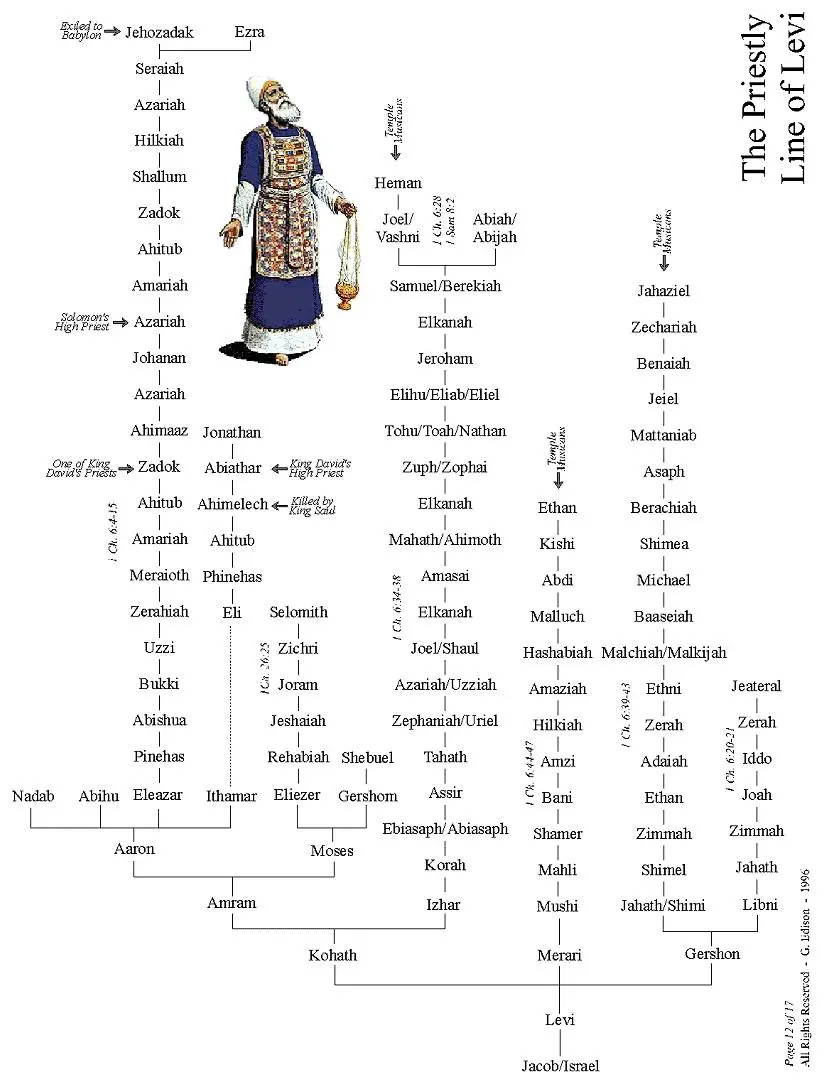 The Priestly
Line of Levi
Exiled to
Babylon
Jehozadak
Ezra
Seraiah
Azariah
Hilkiah
Shallum
Zadok
Ahitub
Amariah
Solomon's
High Priest
Azariah
Johanan
Azariah
Ahimaaz
One of King
David's Priests
Zadok
Ahitub
1 Ch. 6:4-15
Amariah
Meraioth
Zerahiah
Uzzi
Bukki
Abishua
Pinehas
Nadab
Abihu
Eleazar
Ithamar
Jonathan
Abiathar
King David's
High Priest
Ahimelech
Killed by
King Saul
Ahitub
Phinehas
Eli
Selomith
Zichri
1Ch. 26:25
Joram
Jeshaiah
Rehabiah
Shebuel
Eliezer
Gershom
Aaron
Moses
Amram
Temple
Musicans
Heman
Joel/
Vashni
1 Ch. 6:28
1 Sam 8:2
Abiah/
Abijah
Samuel/Berekiah
Elkanah
Jeroham
Elihu/Eliab/Eliel
Tohu/Toah/Nathan
Zuph/Zophai
Elkanah
Mahath/Ahimoth
Amasai
1 Ch. 6:34-38
Elkanah
Joel/Shaul
Azariah/Uzziah
Zephaniah/Uriel
Tahath
Assir
Ebiasaph/Abiasaph
Korah
Izhar
Kohath
Temple
Musicans
Ethan
Kishi
Abdi
Malluch
Hashabiah
Amaziah
Hilkiah
1 Ch. 6:44-47
Amzi
Bani
Shamer
Mahli
Mushi
Merari
Temple
Musicans
Jahaziel
Zechariah
Benaiah
Jeiel
Mattaniab
Asaph
Berachiah
Shimea
Michael
Baaseiah
Malchiah/Malkijah
1 Ch. 6:39-43
Ethni
Zerah
Adaiah
Ethan
Zimmah
Shimel
Jahath/Shimi
Jeateral
Zerah
1 Ch. 6:20-21
Iddo
Joah
Zimmah
Jahath
Libni
Gershon
Levi
Jacob/Israel
Page 12 of 17
All Rights Reserved - G. Edison - 1996